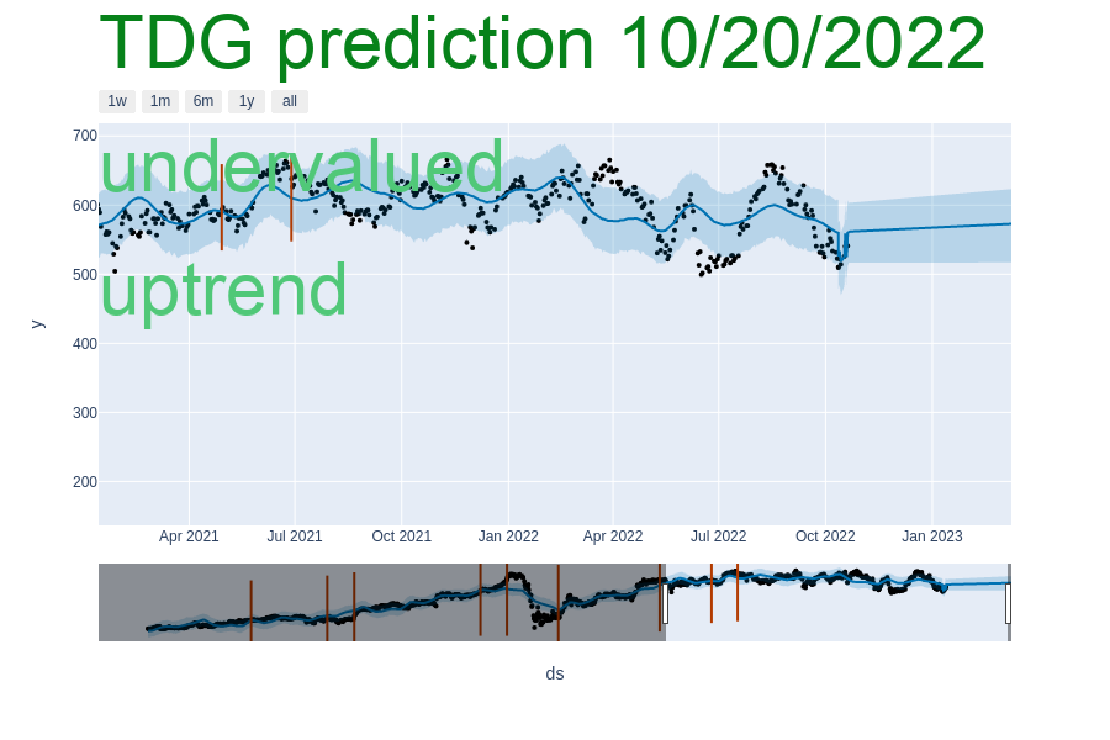 TDG prediction 10/20/2022
1w 1m 6m 1y all
700
undervalued
600
500
uptrend
y
400
300
200
Apr 2021 Jul 2021 Oct 2021 Jan 2022 Apr 2022 Jul 2022 Oct 2022 Jan 2023
ds